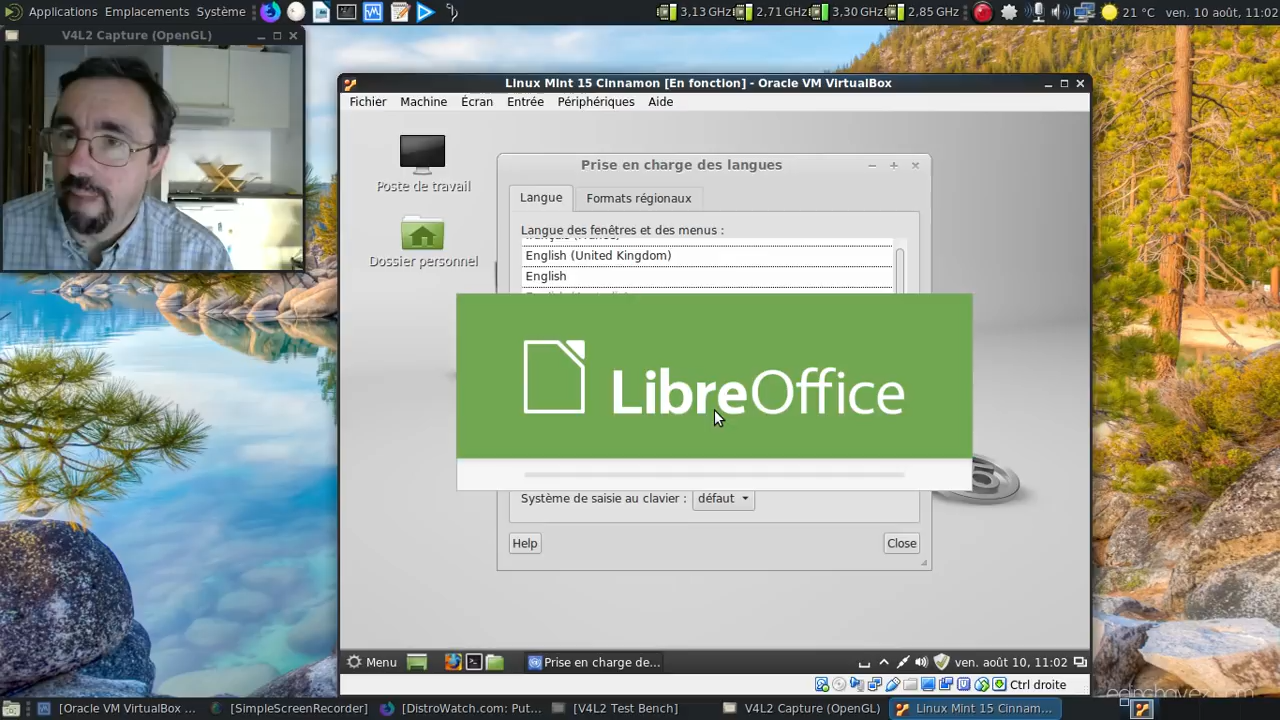 Applications Emplacements Système
3,13 GHz 2,71 GHz 3,30 GHz 2,85 GHz 21 °C ven. 10 août, 11:02
V4L2 Capture (OpenGL)
Linux Mint 15 Cinnamon [En fonction] - Oracle VM VirtualBox
Fichier Machine Écran Entrée Périphériques Aide
Poste de travail
Dossier personnel
Prise en charge des langues
Langue Formats régionaux
Langue des fenêtres et des menus :
English (United Kingdom)
English
LibreOffice
Système de saisie au clavier : défaut
Help Close
Menu Prise en charge de... ven. août 10, 11:02
Ctrl droite
[Oracle VM VirtualBox ... [SimpleScreenRecorder] [DistroWatch.com: Put... [V4L2 Test Bench] V4L2 Capture (OpenGL) Linux Mint 15 Cinnam...